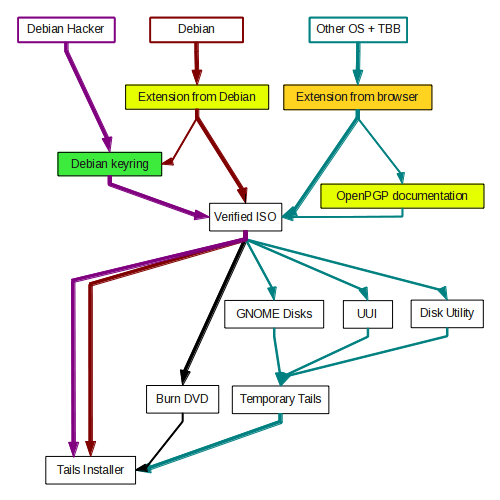 Debian Hacker
Debian
Other OS + TBB
Extension from Debian
Extension from browser
Debian keyring
OpenPGP documentation
Verified ISO
GNOME Disks
UUI
Disk Utility
Burn DVD
Temporary Tails
Tails Installer